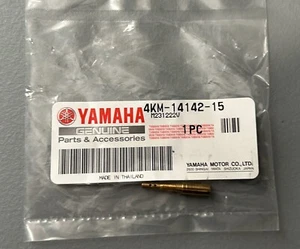 YAMAHA 4KM-14142-15
M231222V
GENUINE 1PC
Parts & Accessories
YAMAHA MOTOR CO., LTD.
MADE IN THAILAND